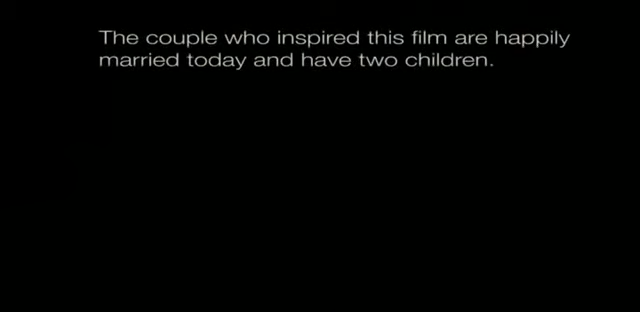 The couple who inspired this film are happily
married today and have two children.